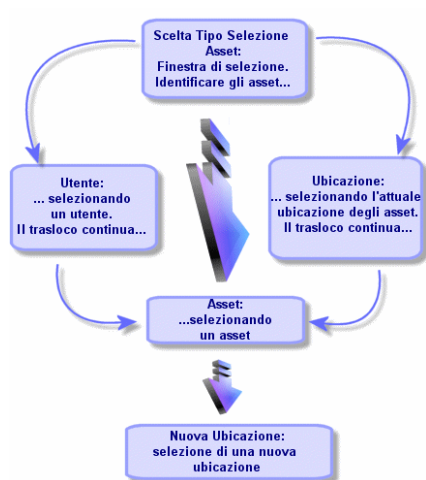 Scelta Tipo Selezione
Asset:
Finestra di selezione.
Identificare gli asset...
Utente:
... selezionando
un utente.
Il trasloco continua...
Ubicazione:
... selezionando l'attuale
ubicazione degli asset.
Il trasloco continua...
Asset:
...selezionando
un asset
Nuova Ubicazione:
selezione di una nuova
ubicazione